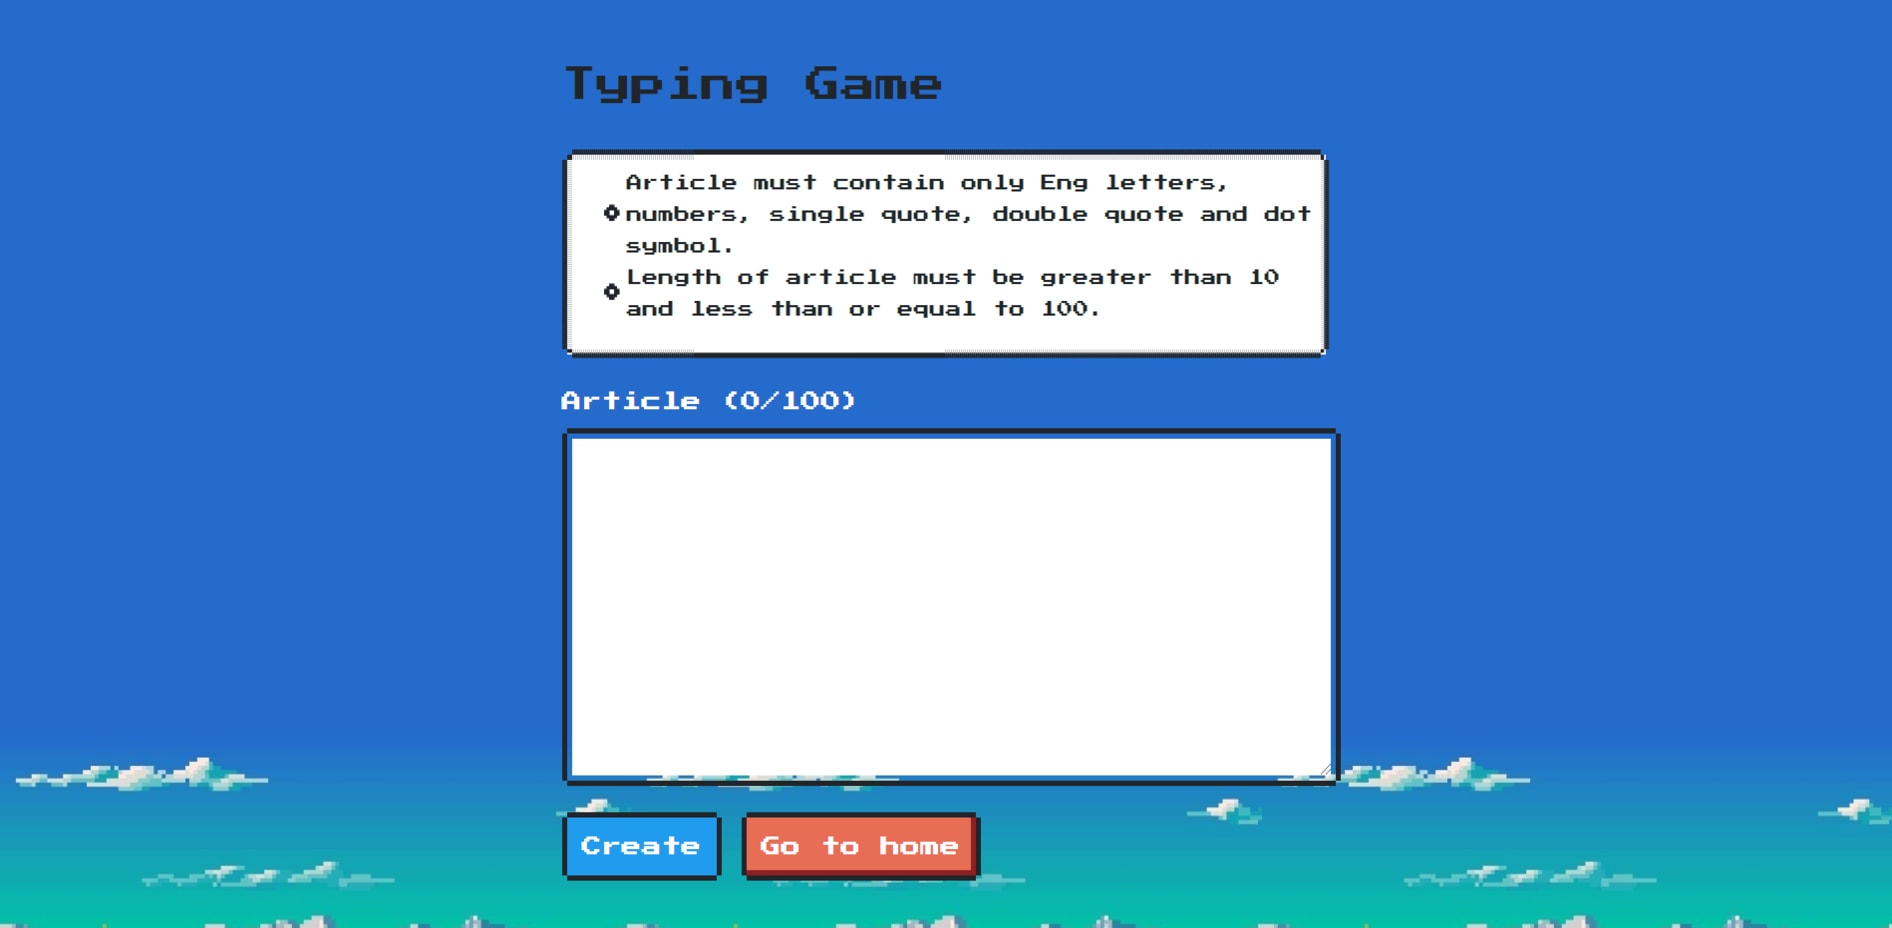 Typing Game
Article must contain only Eng letters,
numbers, single quote, double quote and dot
symbol.
Length of article must be greater than 10
and less than or equal to 100.
Article (0/100)
Create
Go to home